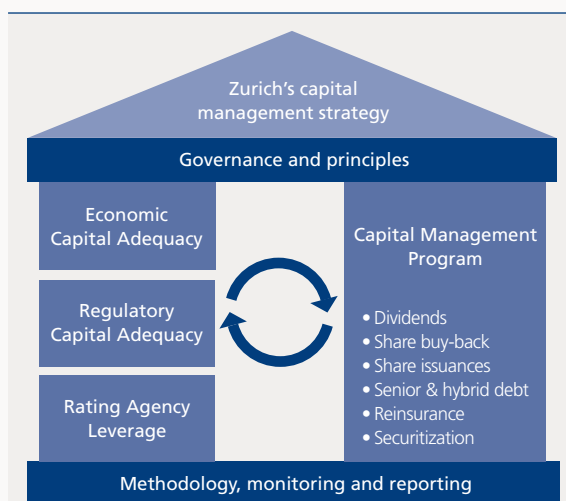 Zurich's capital
management strategy
Governance and principles
Economic
Capital Adequacy
Regulatory
Capital Adequacy
Rating Agency
Leverage
Capital Management
Program
• Dividends
• Share buy-back
• Share issuances
• Senior & hybrid debt
• Reinsurance
• Securitization
Methodology, monitoring and reporting